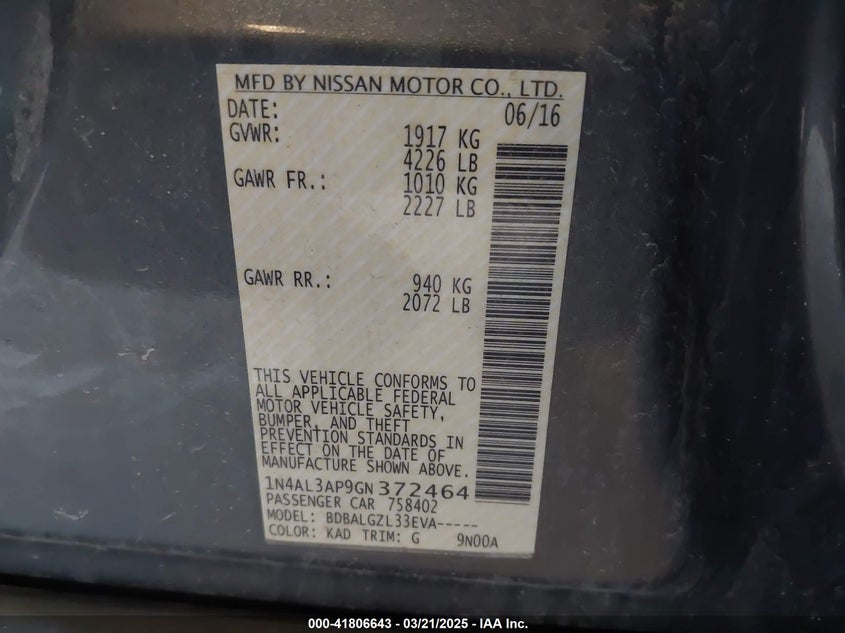 MFD BY NISSAN MOTOR CO., LTD.
DATE: 06/16
GVWR: 1917 KG
4226 LB
GAWR FR.: 1010 KG
2227 LB
GAWR RR.: 940 KG
2072 LB
THIS VEHICLE CONFORMS TO
ALL APPLICABLE FEDERAL
MOTOR VEHICLE SAFETY,
BUMPER, AND THEFT
PREVENTION STANDARDS IN
EFFECT ON THE DATE OF
MANUFACTURE SHOWN ABOVE.
1N4AL3AP9GN372464
PASSENGER CAR 758402
MODEL: BDBALGZL33EVA-----
COLOR: KAD TRIM: G 9N00A
000-41806643 - 03/21/2025 - IAA Inc.